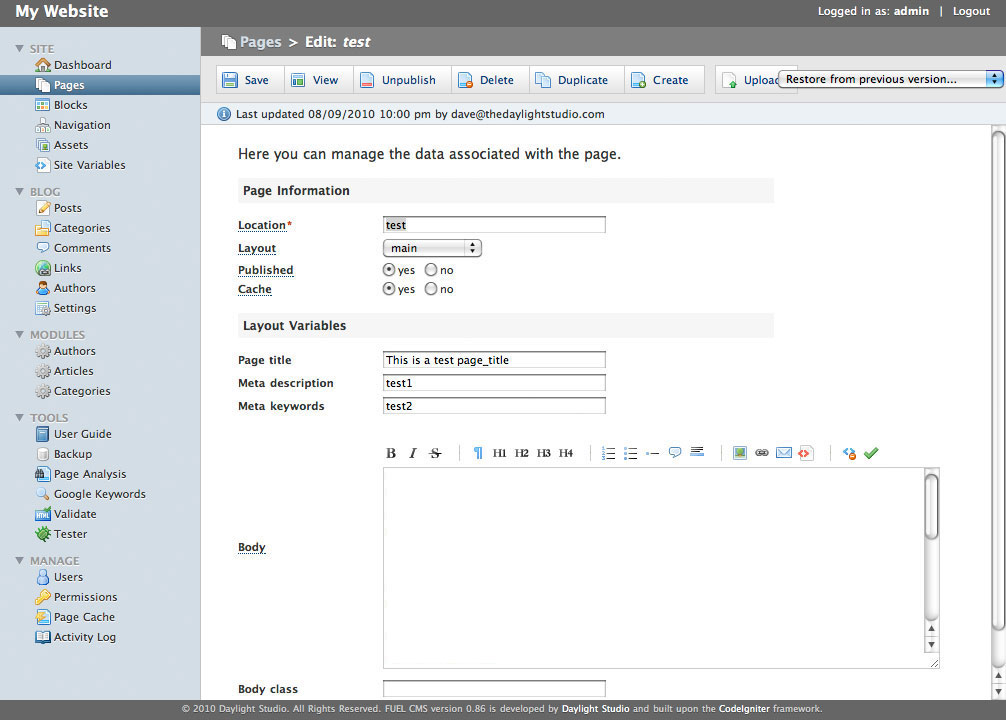 My Website
Logged in as: admin | Logout
SITE
Dashboard
Pages
Blocks
Navigation
Assets
Site Variables
BLOG
Posts
Categories
Comments
Links
Authors
Settings
MODULES
Authors
Articles
Categories
TOOLS
User Guide
Backup
Page Analysis
Google Keywords
Validate
Tester
MANAGE
Users
Permissions
Page Cache
Activity Log
Pages > Edit: test
Save View Unpublish Delete Duplicate Create Upload Restore from previous version...
Last updated 08/09/2010 10:00 pm by dave@thedaylightstudio.com
Here you can manage the data associated with the page.
Page Information
Location* test
Layout main
Published yes no
Cache yes no
Layout Variables
Page title This is a test page_title
Meta description test1
Meta keywords test2
B I S ¶ H1 H2 H3 H4
Body
Body class
© 2010 Daylight Studio. All Rights Reserved. FUEL CMS version 0.86 is developed by Daylight Studio and built upon the CodeIgniter framework.